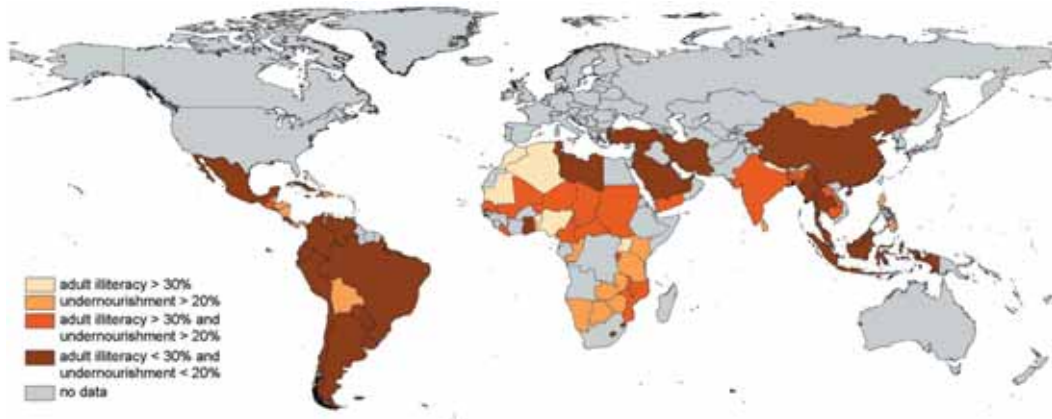 adult illiteracy > 30%
undernourishment > 20%
adult illiteracy > 30% and
undernourishment > 20%
adult illiteracy < 30% and
undernourishment < 20%
no data